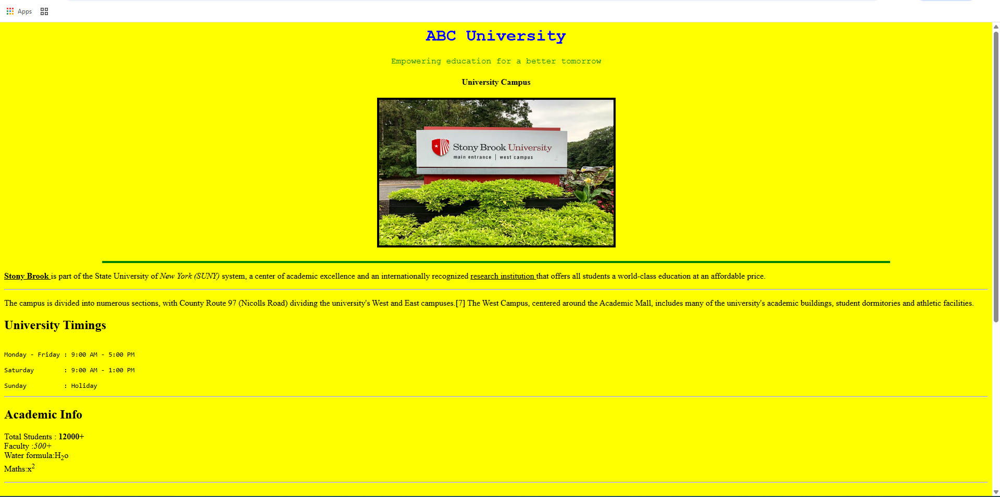 Apps
ABC University
Empowering education for a better tomorrow
University Campus
Stony Brook University
main entrance | west campus
Stony Brook is part of the State University of New York (SUNY) system, a center of academic excellence and an internationally recognized research institution that offers all students a world-class education at an affordable price.
The campus is divided into numerous sections, with County Route 97 (Nicolls Road) dividing the university's West and East campuses.[7] The West Campus, centered around the Academic Mall, includes many of the university's academic buildings, student dormitories and athletic facilities.
University Timings
Monday - Friday : 9:00 AM - 5:00 PM
Saturday        : 9:00 AM - 1:00 PM
Sunday          : Holiday
Academic Info
Total Students : 12000+
Faculty :500+
Water formula:H₂o
Maths:x²